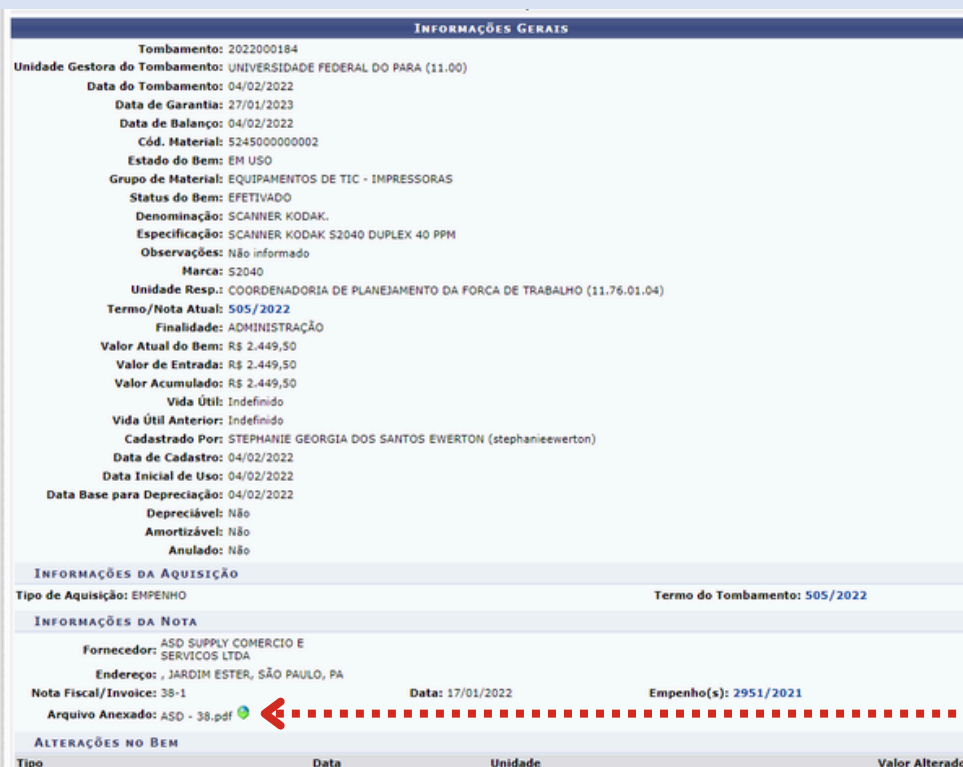 INFORMAÇÕES GERAIS
Tombamento: 2022000184
Unidade Gestora do Tombamento: UNIVERSIDADE FEDERAL DO PARA (11.00)
Data do Tombamento: 04/02/2022
Data de Garantia: 27/01/2023
Data de Balanço: 04/02/2022
Cód. Material: 5245000000002
Estado do Bem: EM USO
Grupo de Material: EQUIPAMENTOS DE TIC - IMPRESSORAS
Status do Bem: EFETIVADO
Denominação: SCANNER KODAK.
Especificação: SCANNER KODAK S2040 DUPLEX 40 PPM
Observações: Não informado
Marca: S2040
Unidade Resp.: COORDENADORIA DE PLANEJAMENTO DA FORCA DE TRABALHO (11.76.01.04)
Termo/Nota Atual: 505/2022
Finalidade: ADMINISTRAÇÃO
Valor Atual do Bem: R$ 2.449,50
Valor de Entrada: R$ 2.449,50
Valor Acumulado: R$ 2.449,50
Vida Útil: Indefinido
Vida Útil Anterior: Indefinido
Cadastrado Por: STEPHANIE GEORGIA DOS SANTOS EWERTON (stephanieewerton)
Data de Cadastro: 04/02/2022
Data Inicial de Uso: 04/02/2022
Data Base para Depreciação: 04/02/2022
Depreciável: Não
Amortizável: Não
Anulado: Não
INFORMAÇÕES DA AQUISIÇÃO
Tipo de Aquisição: EMPENHO Termo do Tombamento: 505/2022
INFORMAÇÕES DA NOTA
Fornecedor: ASD SUPPLY COMERCIO E
SERVICOS LTDA
Endereço: , JARDIM ESTER, SÃO PAULO, PA
Nota Fiscal/Invoice: 38-1 Data: 17/01/2022 Empenho(s): 2951/2021
Arquivo Anexado: ASD - 38.pdf
ALTERAÇÕES NO BEM
Tipo Data Unidade Valor Alterado